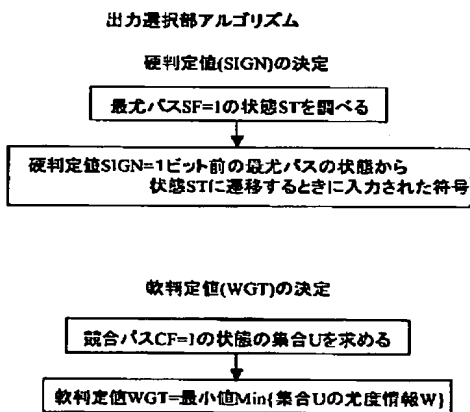 出力選択部アルゴリズム
硬判定値(SIGN)の決定
最尤パスSF=1の状態STを調べる
硬判定値SIGN=1ビット前の最尤パスの状態から
状態STに遷移するときに入力された符号
軟判定値(WGT)の決定
競合パスCF=1の状態の集合Uを求める
軟判定値WGT=最小値Min{集合Uの尤度情報W}